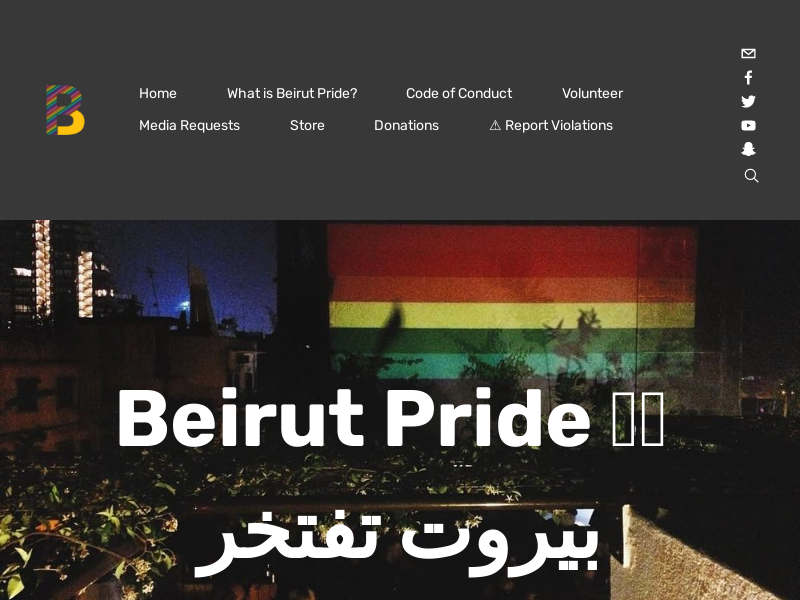 Home What is Beirut Pride? Code of Conduct Volunteer
Media Requests Store Donations ⚠ Report Violations
Beirut Pride
بيروت تفتخر